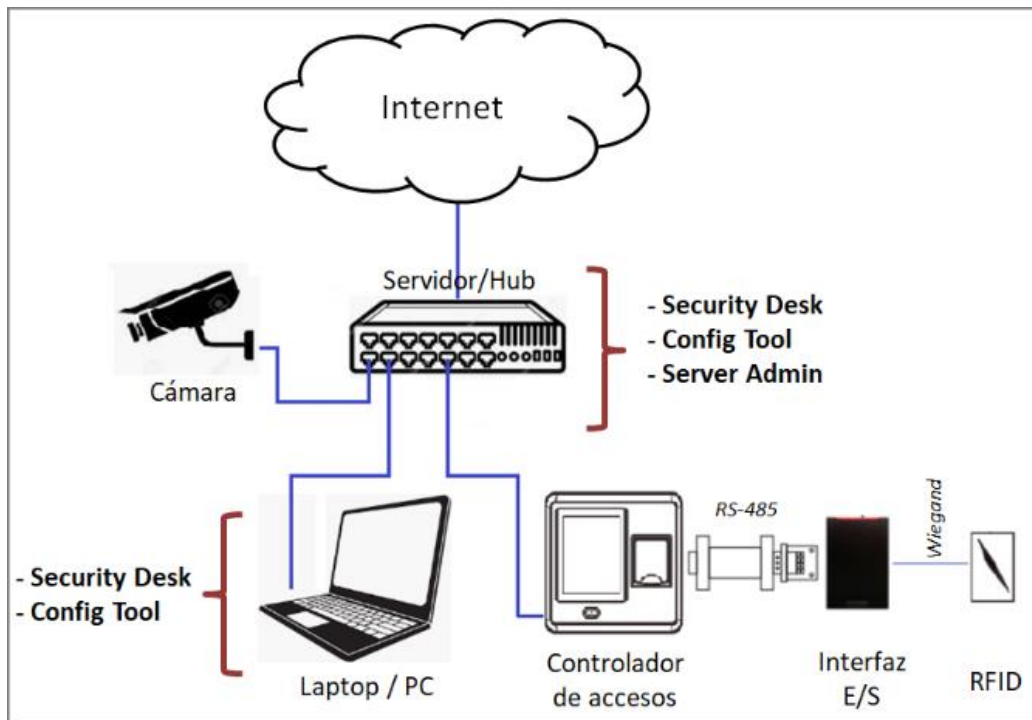 Internet
Servidor/Hub
- Security Desk
- Config Tool
- Server Admin
Cámara
- Security Desk
- Config Tool
Laptop / PC
RS-485
Wiegand
Controlador
de accesos
Interfaz
E/S
RFID